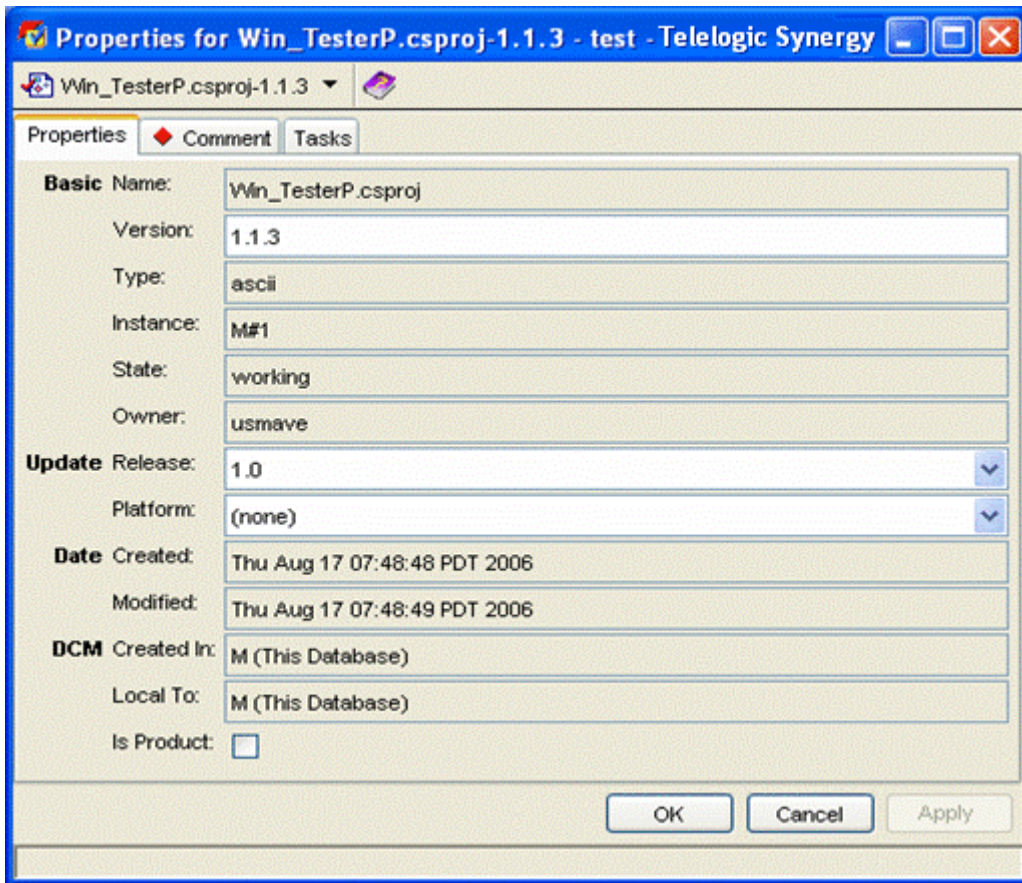 Properties for Win_TesterP.csproj-1.1.3 - test - Telelogic Synergy
Win_TesterP.csproj-1.1.3
Properties Comment Tasks
Basic Name: Win_TesterP.csproj
Version: 1.1.3
Type: ascii
Instance: M#1
State: working
Owner: usmave
Update Release: 1.0
Platform: (none)
Date Created: Thu Aug 17 07:48:48 PDT 2006
Modified: Thu Aug 17 07:48:49 PDT 2006
DCM Created In: M (This Database)
Local To: M (This Database)
Is Product:
OK Cancel Apply